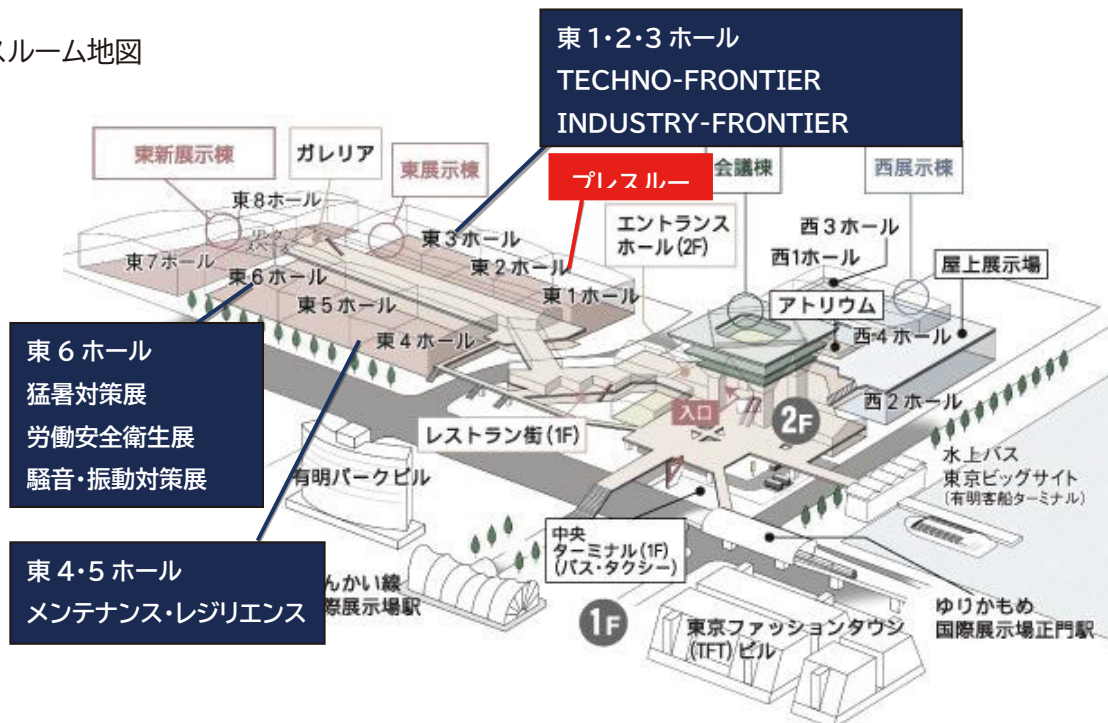 スルーム地図
東1・2・3ホール
TECHNO-FRONTIER
INDUSTRY-FRONTIER
東新展示棟
ガレリア
東展示棟
プレスルー
会議棟
西展示棟
東8ホール
東7ホール
東6ホール
東5ホール
東4ホール
東3ホール
東2ホール
東1ホール
エントランス
ホール(2F)
西3ホール
西1ホール
屋上展示場
アトリウム
西4ホール
西2ホール
入口
2F
東6ホール
猛暑対策展
労働安全衛生展
騒音・振動対策展
レストラン街(1F)
有明パークビル
水上バス
東京ビッグサイト
(有明客船ターミナル)
東4・5ホール
メンテナンス・レジリエンス
んかい線
際展示場駅
中央
ターミナル(1F)
(バス・タクシー)
1F
東京ファッションタウン
(TFT)ビル
ゆりかもめ
国際展示場正門駅